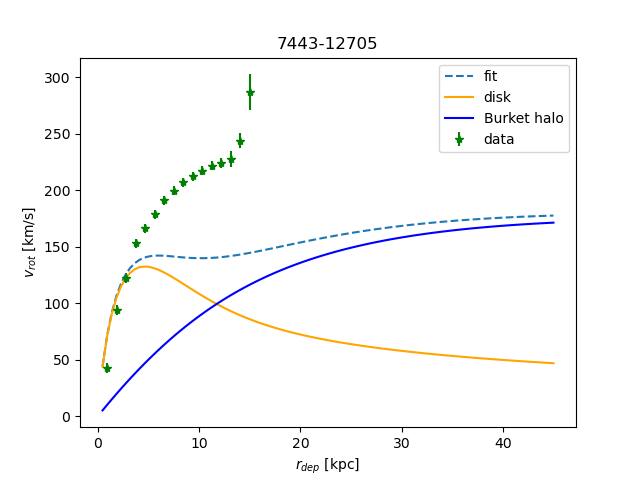 7443-12705
300
250
200
150
100
50
0
v_rot [km/s]
fit
disk
Burket halo
data
0 10 20 30 40
r_dep [kpc]